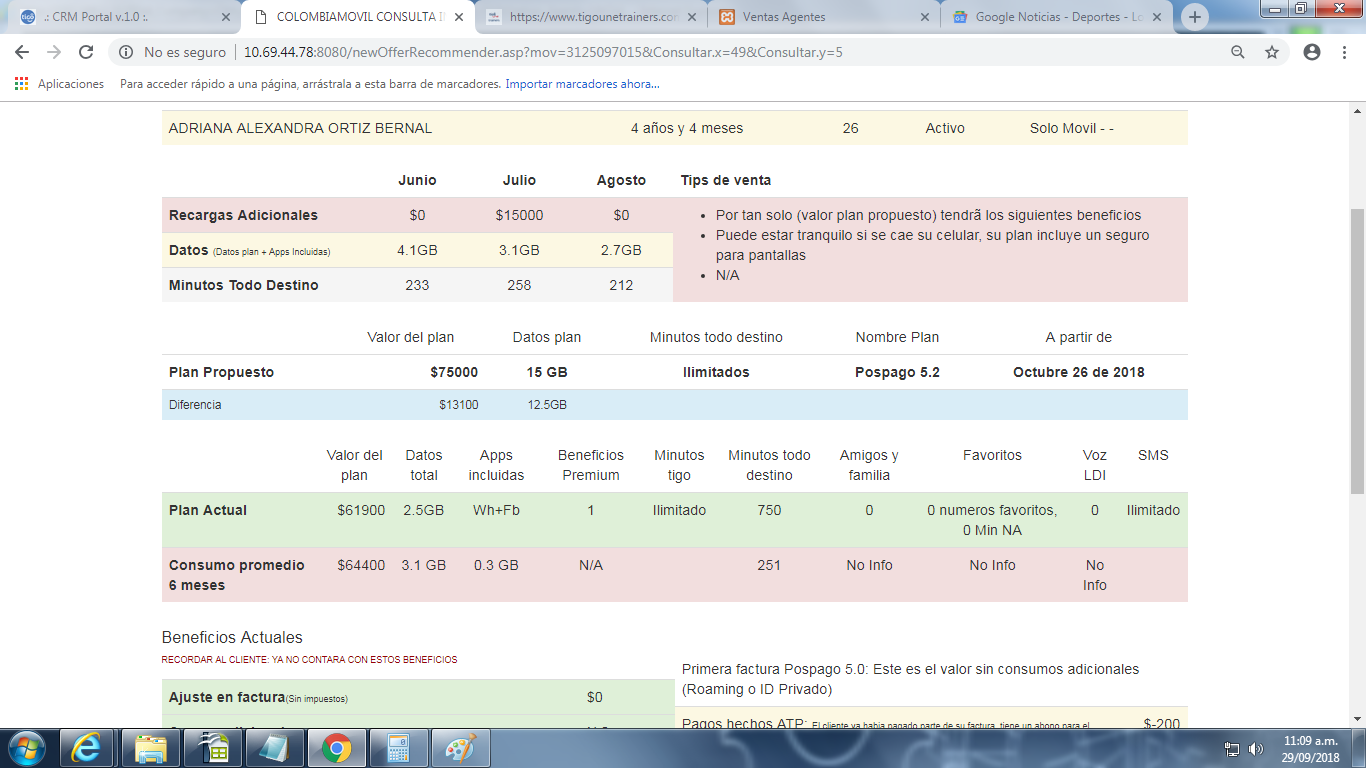 .: CRM Portal v.1.0 :.
COLOMBIAMOVIL CONSULTA I
https://www.tigounetrainers.con
Ventas Agentes
Google Noticias - Deportes - Lo
No es seguro | 10.69.44.78:8080/newOfferRecommender.asp?mov=3125097015&Consultar.x=49&Consultar.y=5
Aplicaciones Para acceder rápido a una página, arrástrala a esta barra de marcadores. Importar marcadores ahora...
ADRIANA ALEXANDRA ORTIZ BERNAL 4 años y 4 meses 26 Activo Solo Movil - -
Junio Julio Agosto Tips de venta
Recargas Adicionales $0 $15000 $0
Datos (Datos plan + Apps Incluidas) 4.1GB 3.1GB 2.7GB
Minutos Todo Destino 233 258 212
• Por tan solo (valor plan propuesto) tendrã los siguientes beneficios
• Puede estar tranquilo si se cae su celular, su plan incluye un seguro
para pantallas
• N/A
Valor del plan Datos plan Minutos todo destino Nombre Plan A partir de
Plan Propuesto $75000 15 GB Ilimitados Pospago 5.2 Octubre 26 de 2018
Diferencia $13100 12.5GB
Valor del Datos Apps Beneficios Minutos Minutos todo Amigos y Favoritos Voz SMS
plan total incluidas Premium tigo destino familia LDI
Plan Actual $61900 2.5GB Wh+Fb 1 Ilimitado 750 0 0 numeros favoritos, 0 Ilimitado
0 Min NA
Consumo promedio $64400 3.1 GB 0.3 GB N/A 251 No Info No Info No
6 meses Info
Beneficios Actuales
RECORDAR AL CLIENTE: YA NO CONTARA CON ESTOS BENEFICIOS
Ajuste en factura(Sin impuestos) $0
Primera factura Pospago 5.0: Este es el valor sin consumos adicionales
(Roaming o ID Privado)
Pagos hechos ATP: El cliente ya había pagado parte de su factura, tiene un abono para el $-200
11:09 a.m.
29/09/2018